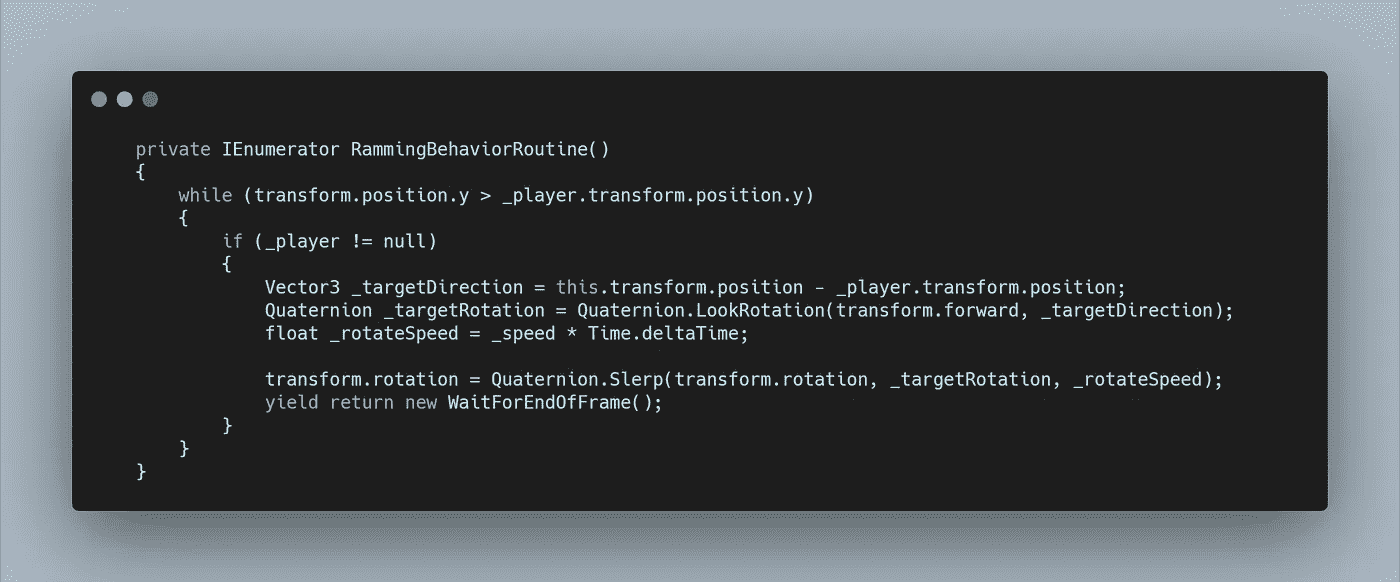 private IEnumerator RammingBehaviorRoutine()
{
while (transform.position.y > _player.transform.position.y)
{
if (_player != null)
{
Vector3 _targetDirection = this.transform.position - _player.transform.position;
Quaternion _targetRotation = Quaternion.LookRotation(transform.forward, _targetDirection);
float _rotateSpeed = _speed * Time.deltaTime;
transform.rotation = Quaternion.Slerp(transform.rotation, _targetRotation, _rotateSpeed);
yield return new WaitForEndOfFrame();
}
}
}